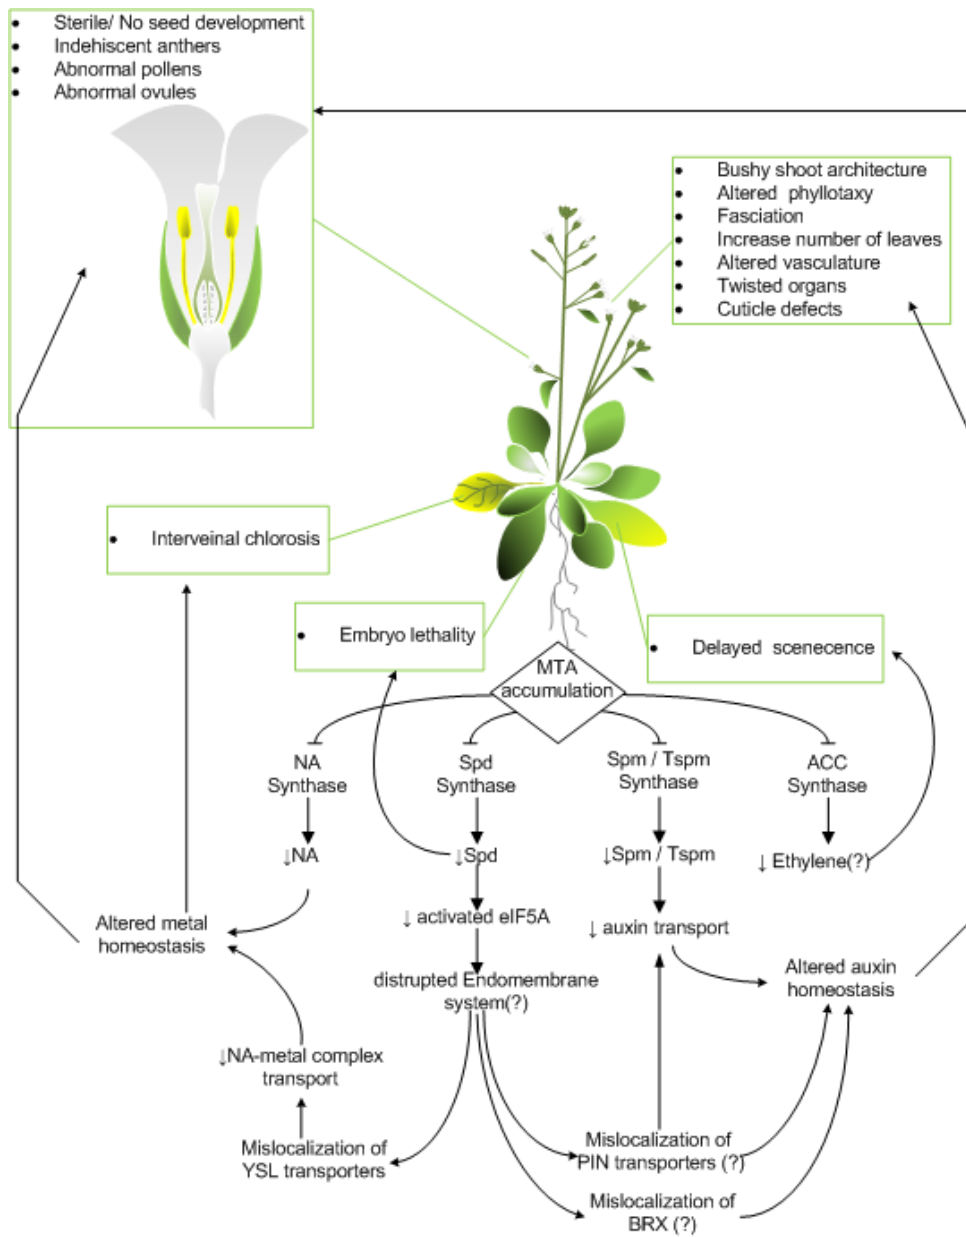 Sterile/ No seed development
Indehiscent anthers
Abnormal pollens
Abnormal ovules
Bushy shoot architecture
Altered phyllotaxy
Fasciation
Increase number of leaves
Altered vasculature
Twisted organs
Cuticle defects
Interveinal chlorosis
Embryo lethality
Delayed scenecence
MTA
accumulation
NA
Synthase
Spd
Synthase
Spm / Tspm
Synthase
ACC
Synthase
↓NA
↓Spd
↓Spm / Tspm
↓ Ethylene(?)
Altered metal
homeostasis
↓ activated eIF5A
↓ auxin transport
distrupted Endomembrane
system(?)
Altered auxin
homeostasis
↓NA-metal complex
transport
Mislocalization of
YSL transporters
Mislocalization of
PIN transporters (?)
Mislocalization of
BRX (?)